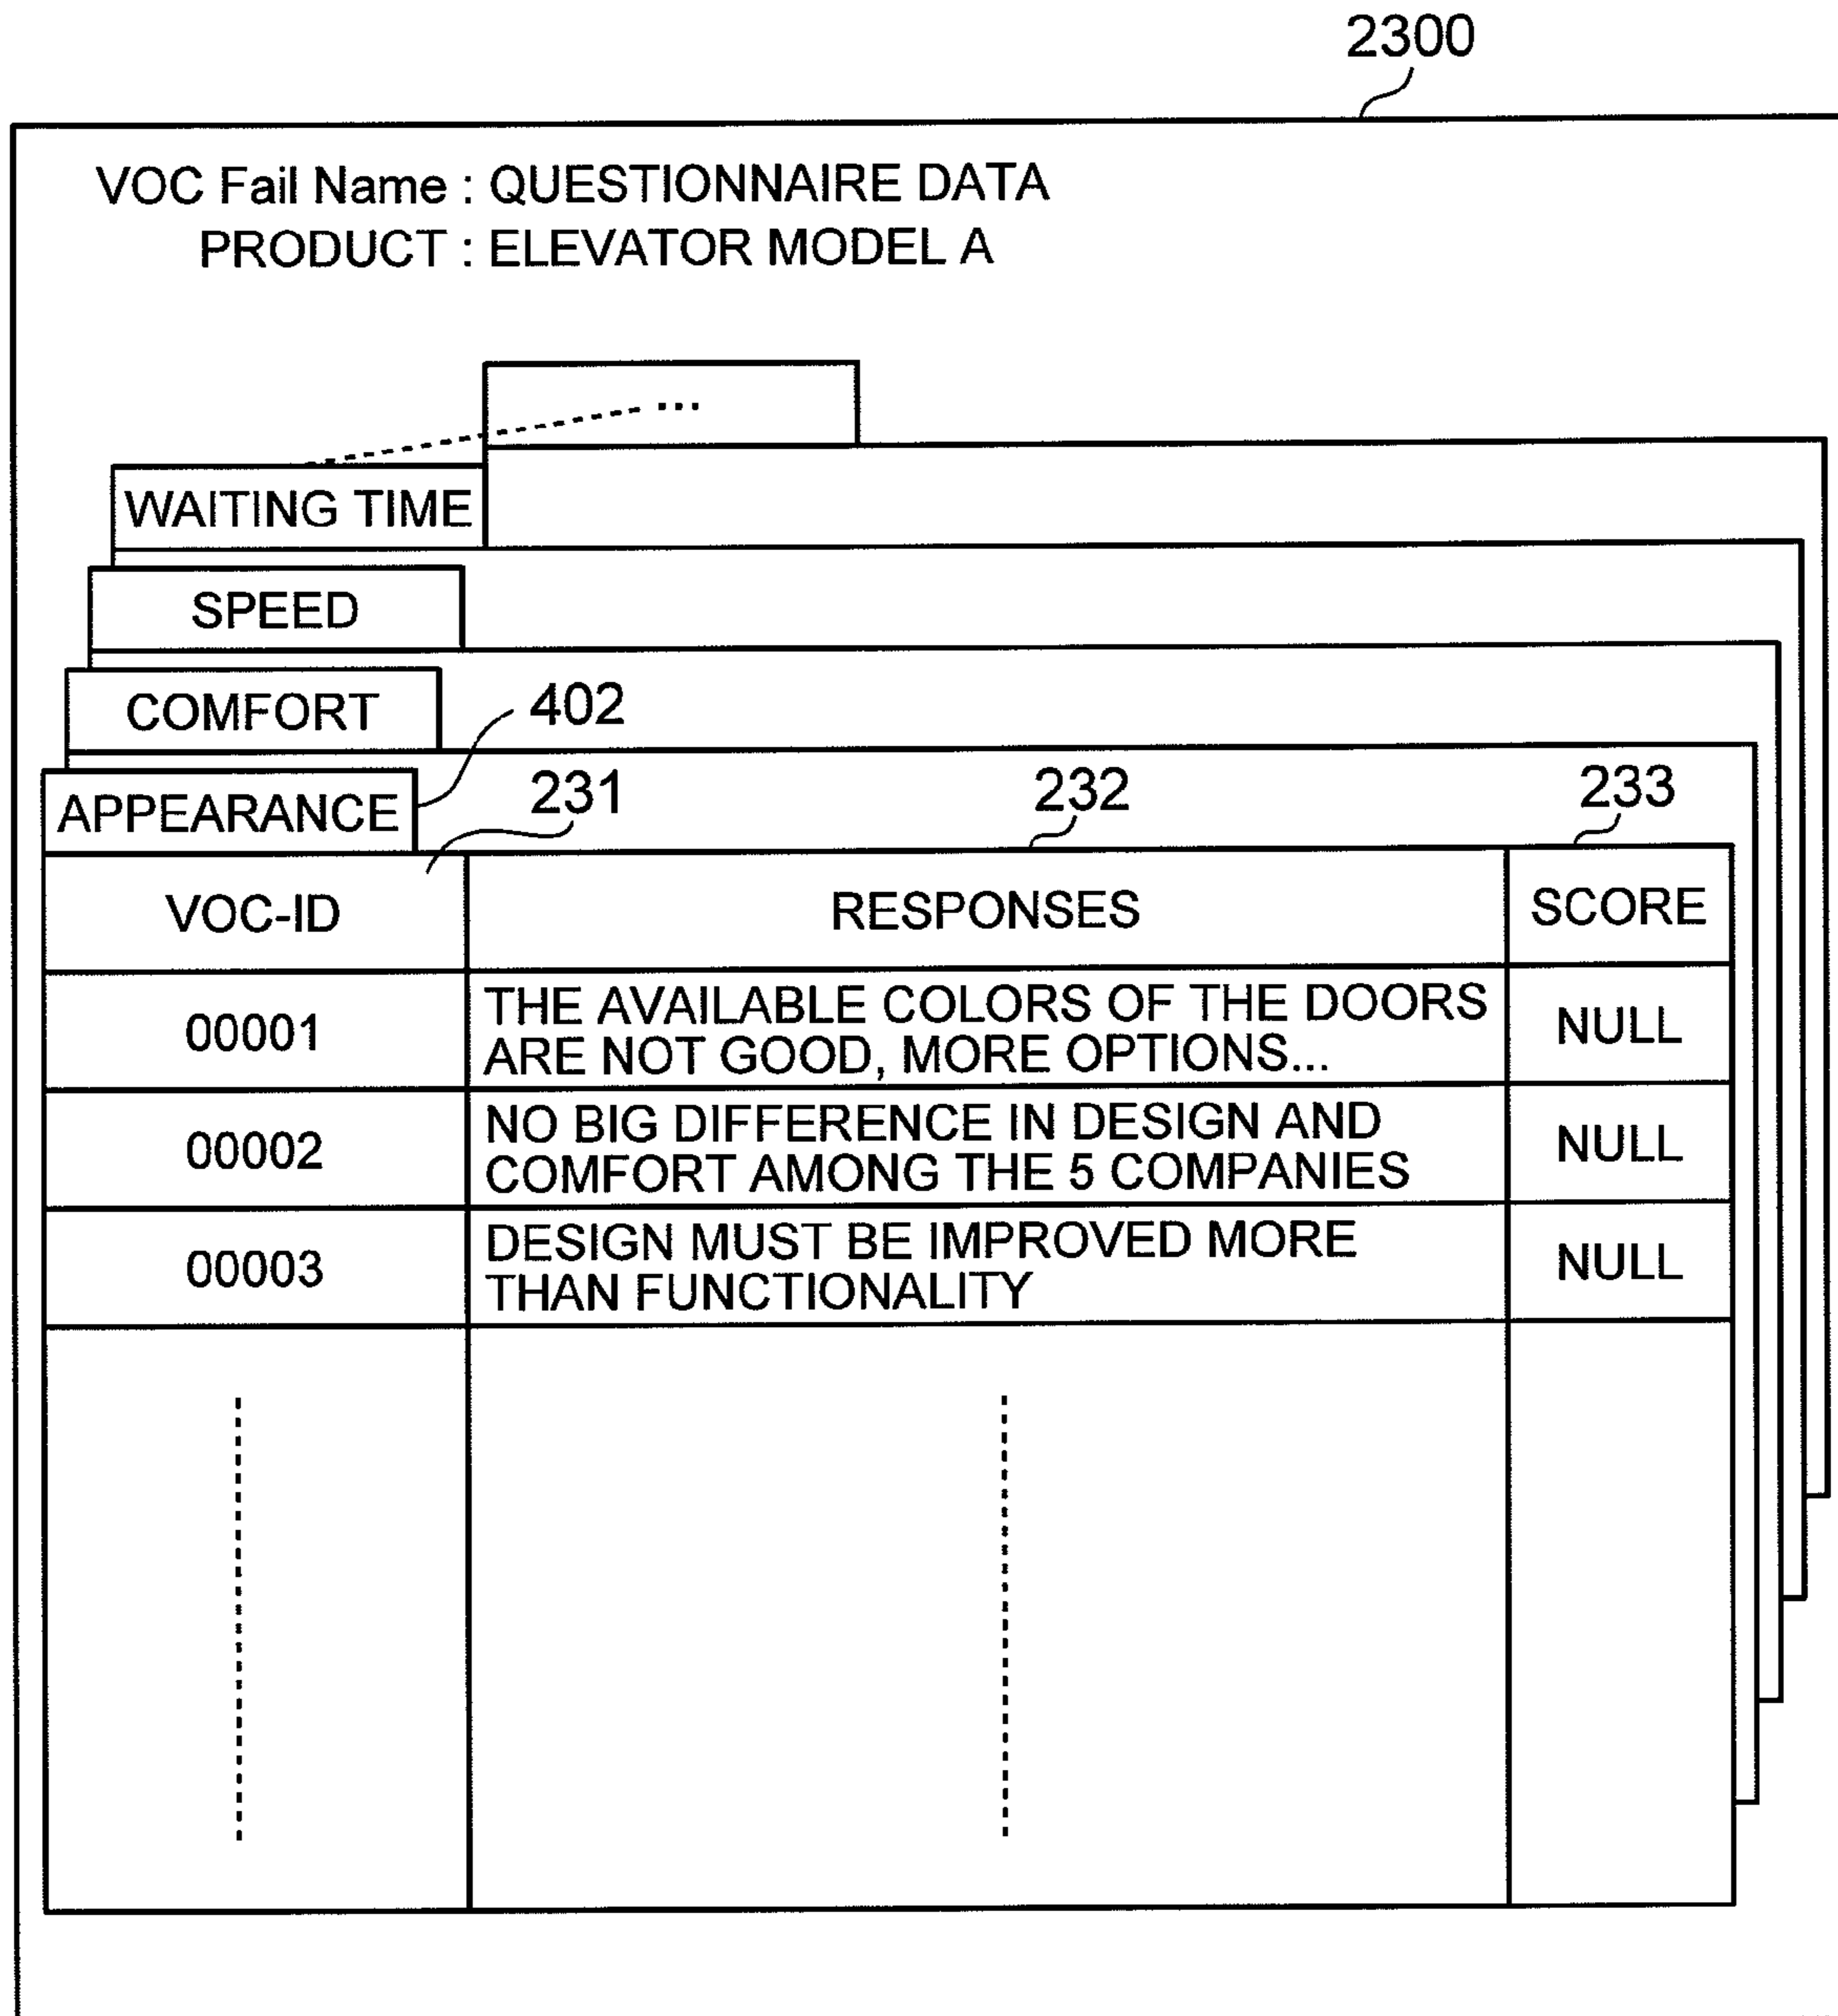 2300
VOC Fail Name : QUESTIONNAIRE DATA
PRODUCT : ELEVATOR MODEL A
...
WAITING TIME
SPEED
COMFORT
402
APPEARANCE
231
232
233
VOC-ID
RESPONSES
SCORE
00001
THE AVAILABLE COLORS OF THE DOORS
ARE NOT GOOD, MORE OPTIONS...
NULL
00002
NO BIG DIFFERENCE IN DESIGN AND
COMFORT AMONG THE 5 COMPANIES
NULL
00003
DESIGN MUST BE IMPROVED MORE
THAN FUNCTIONALITY
NULL